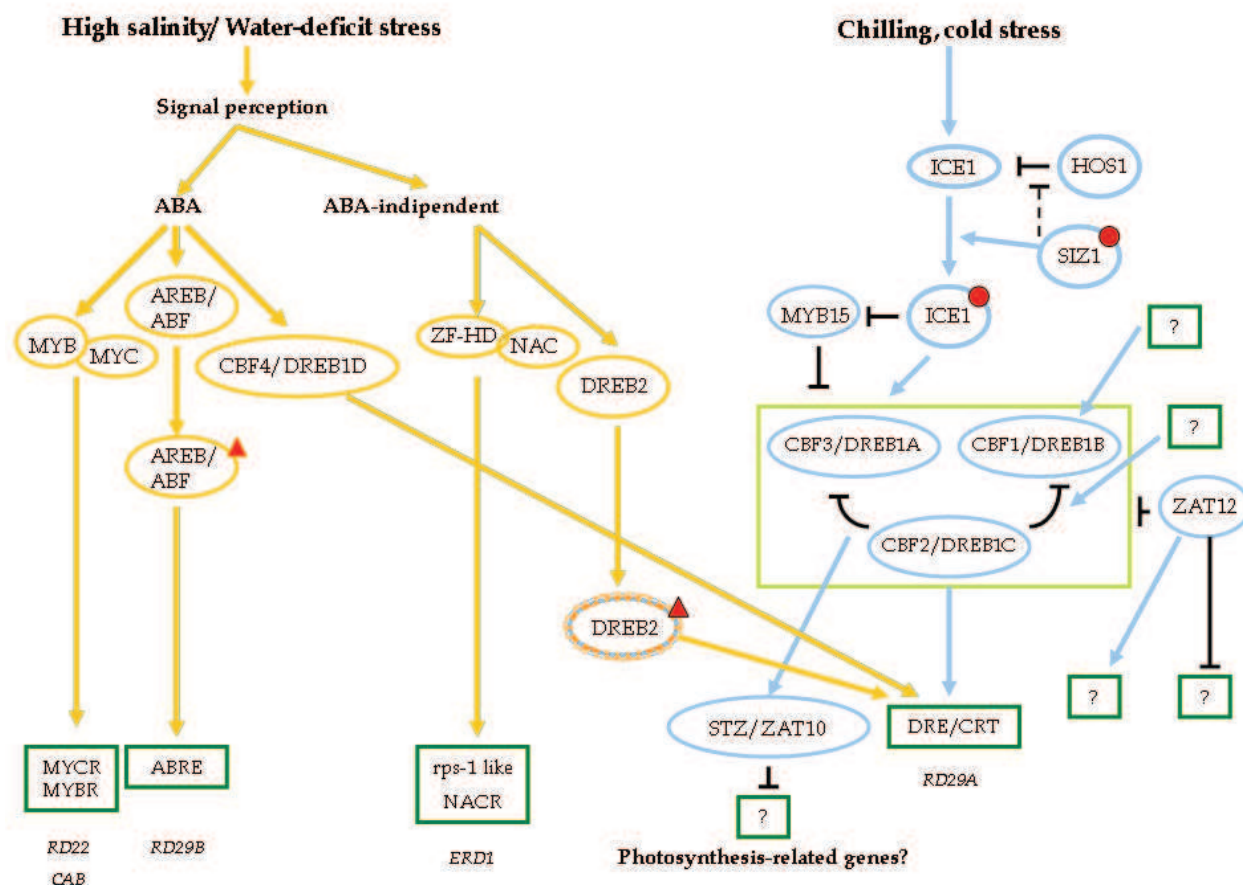 High salinity/ Water-deficit stress
Chilling, cold stress
Signal perception
ICE1
HOS1
ABA
ABA-indipendent
SIZ1
AREB/
ABF
MYB
MYC
CBF4/DREB1D
ZF-HD
NAC
DREB2
MYB15
ICE1
?
CBF3/DREB1A
CBF1/DREB1B
?
AREB/
ABF
ZAT12
CBF2/DREB1C
DREB2
?
?
STZ/ZAT10
DRE/CRT
MYCR
MYBR
ABRE
rps-1 like
NACR
RD29A
?
RD22
CAB
RD29B
ERD1
Photosynthesis-related genes?